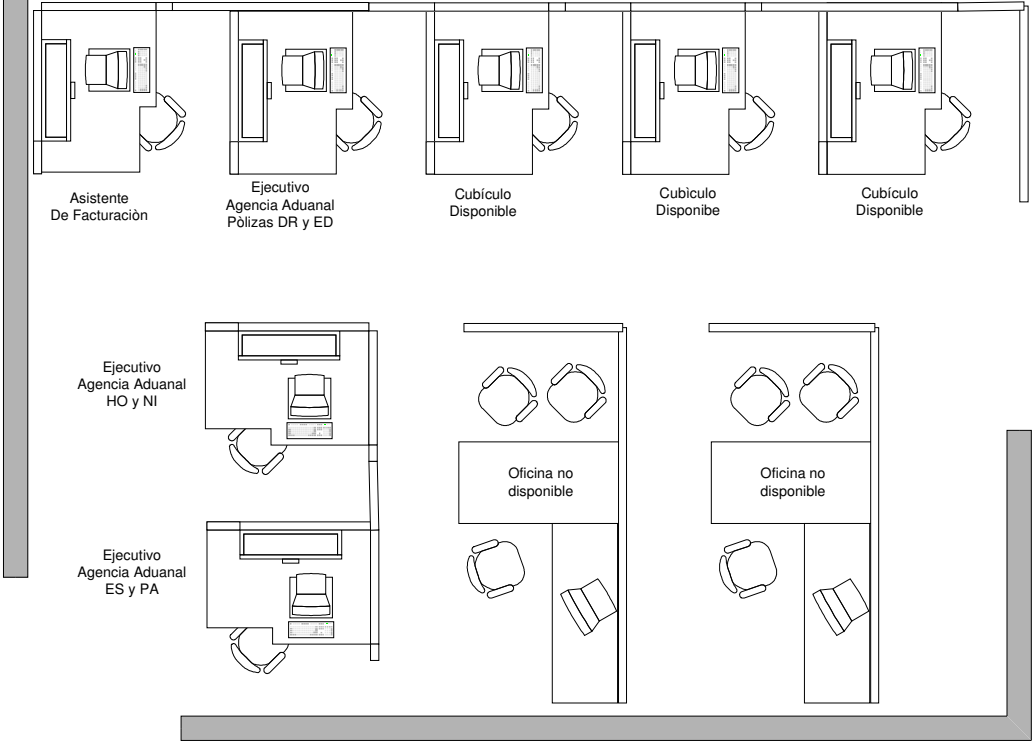 Asistente
De Facturaciòn
Ejecutivo
Agencia Aduanal
Pòlizas DR y ED
Cubículo
Disponible
Cubìculo
Disponibe
Cubículo
Disponible
Ejecutivo
Agencia Aduanal
HO y NI
Oficina no
disponible
Oficina no
disponible
Ejecutivo
Agencia Aduanal
ES y PA